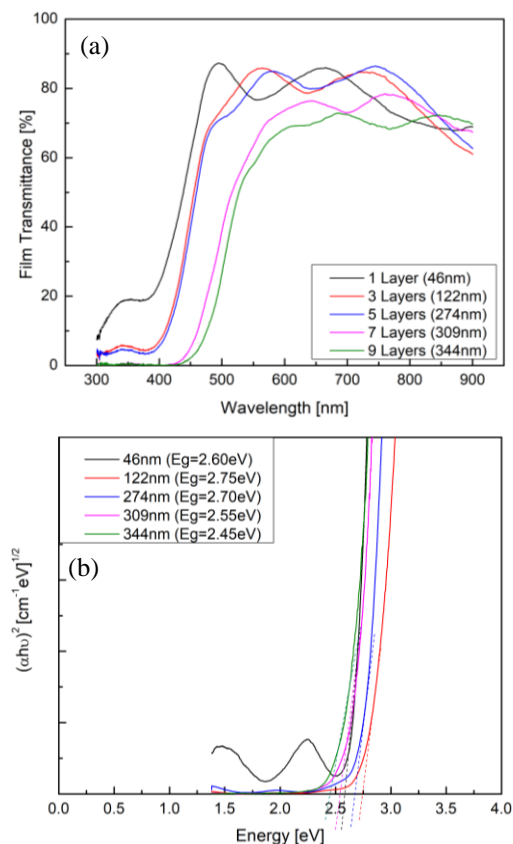 (a)
Film Transmittance [%]
100
80
60
40
20
0
1 Layer (46nm)
3 Layers (122nm)
5 Layers (274nm)
7 Layers (309nm)
9 Layers (344nm)
300 400 500 600 700 800 900
Wavelength [nm]
46nm (Eg=2.60eV)
122nm (Eg=2.75eV)
274nm (Eg=2.70eV)
309nm (Eg=2.55eV)
344nm (Eg=2.45eV)
(b)
(αhυ)² [cm⁻¹eV]¹/²
0.0 0.5 1.0 1.5 2.0 2.5 3.0 3.5 4.0
Energy [eV]